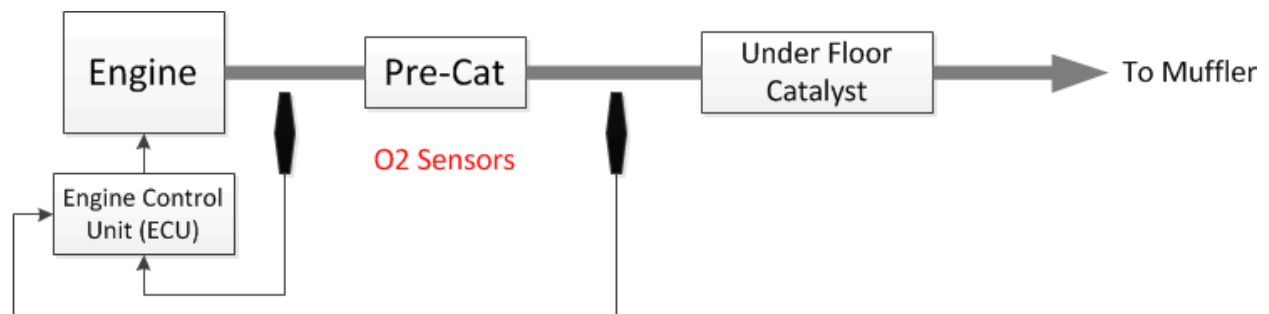 Engine
Pre-Cat
Under Floor
Catalyst
To Muffler
O2 Sensors
Engine Control
Unit (ECU)